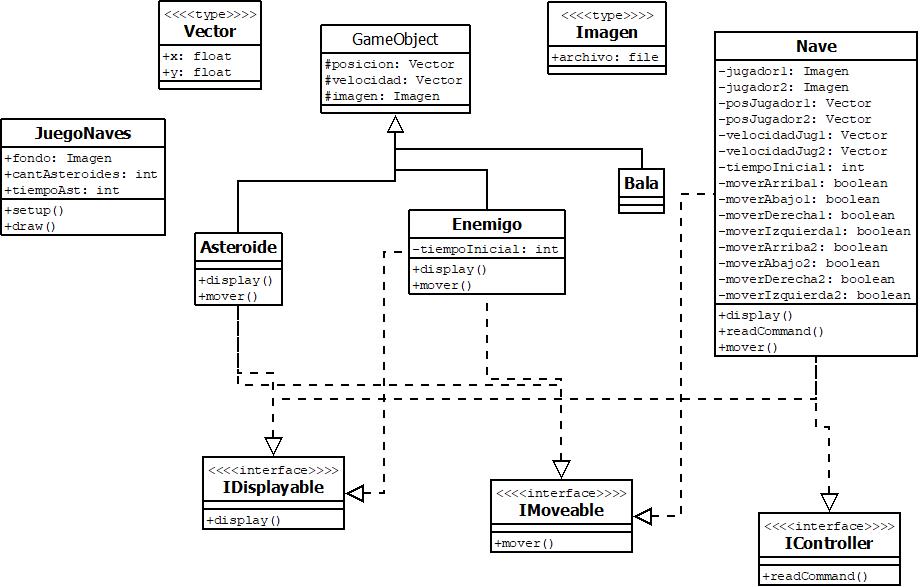 <<<<type>>>>
Vector
+x: float
+y: float
GameObject
#posicion: Vector
#velocidad: Vector
#imagen: Imagen
<<<<type>>>>
Imagen
+archivo: file
Nave
-jugador1: Imagen
-jugador2: Imagen
-posJugador1: Vector
-posJugador2: Vector
-velocidadJug1: Vector
-velocidadJug2: Vector
-tiempoInicial: int
-moverArriba1: boolean
-moverAbajo1: boolean
-moverDerecha1: boolean
-moverIzquierda1: boolean
-moverArriba2: boolean
-moverAbajo2: boolean
-moverDerecha2: boolean
-moverIzquierda2: boolean
+display()
+readCommand()
+mover()
JuegoNaves
+fondo: Imagen
+cantAsteroides: int
+tiempoAst: int
+setup()
+draw()
Asteroide
+display()
+mover()
Enemigo
-tiempoInicial: int
+display()
+mover()
Bala
<<<<interface>>>>
IDisplayable
+display()
<<<<interface>>>>
IMoveable
+mover()
<<<<interface>>>>
IController
+readCommand()